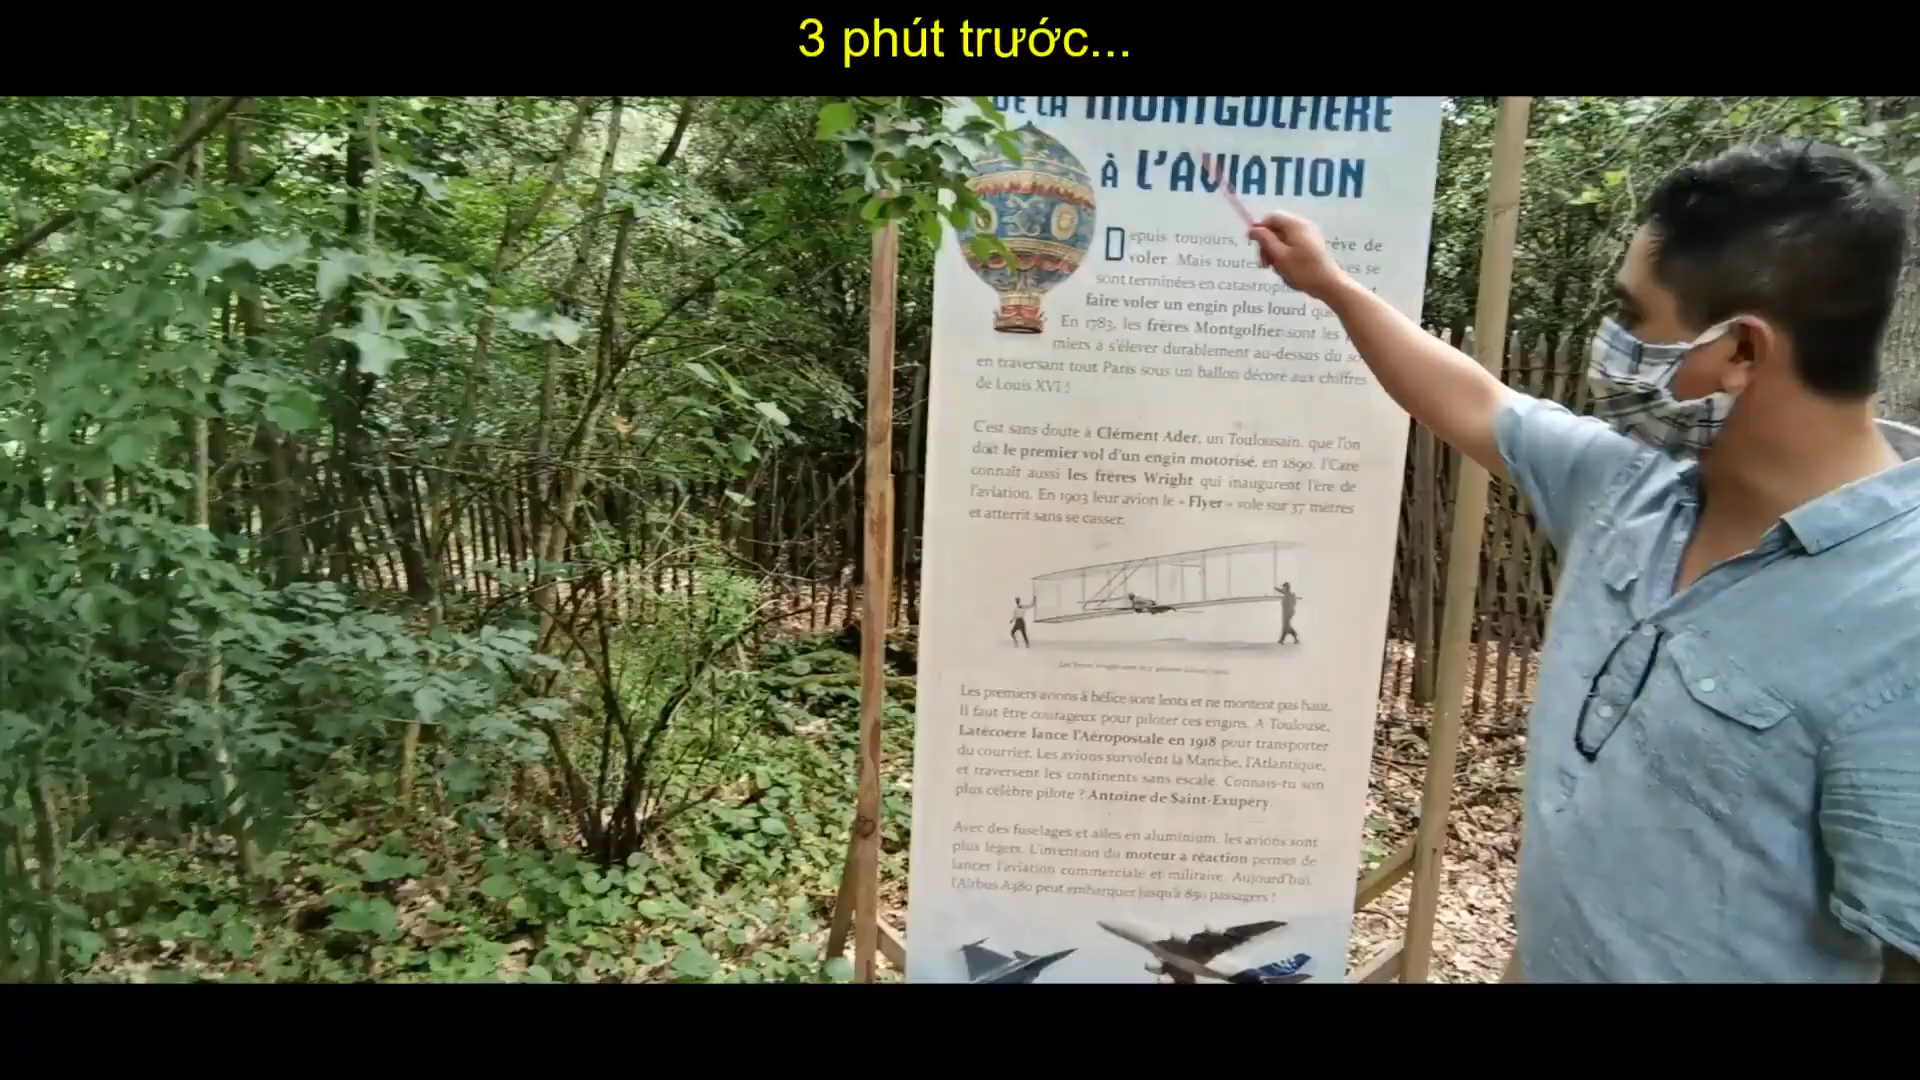 3 phút trước...
DE LA MONTGOLFIÈRE
À L'AVIATION
Depuis toujours, rêve de
voler. Mais toutes se
sont terminées en
faire voler un engin plus lourd
En 1783, les frères Montgolfier sont les
miers à s'élever durablement au-dessus du
en traversant tout Paris sous un ballon décoré aux chiffres
de Louis XVI !
C'est sans doute à Clément Ader, un Toulousain, que l'on
doit le premier vol d'un engin motorisé, en 1890. l'Care
connaît aussi les frères Wright qui inaugurent l'ère de
l'aviation. En 1903 leur avion le « Flyer » vole sur 37 mètres
et atterrit sans se casser.
Les premiers avions à hélice sont lents et ne montent pas haut.
Il faut être courageux pour piloter ces engins. A Toulouse,
Latécoère lance l'Aéropostale en 1918 pour transporter
du courrier. Les avions survolent la Manche, l'Atlantique,
et traversent les continents sans escale. Connais-tu son
plus célèbre pilote ? Antoine de Saint-Exupéry.
Avec des fuselages et ailes en aluminium, les avions sont
plus légers. L'invention du moteur à réaction permet de
lancer l'aviation commerciale et militaire. Aujourd'hui,
l'Airbus A380 peut embarquer jusqu'à 850 passagers !